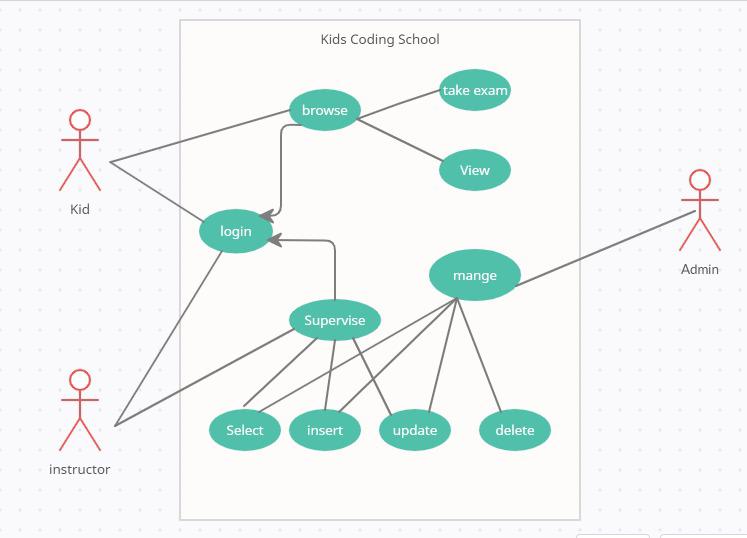 Kids Coding School
take exam
browse
View
Kid
login
Admin
mange
Supervise
Select
insert
update
delete
instructor